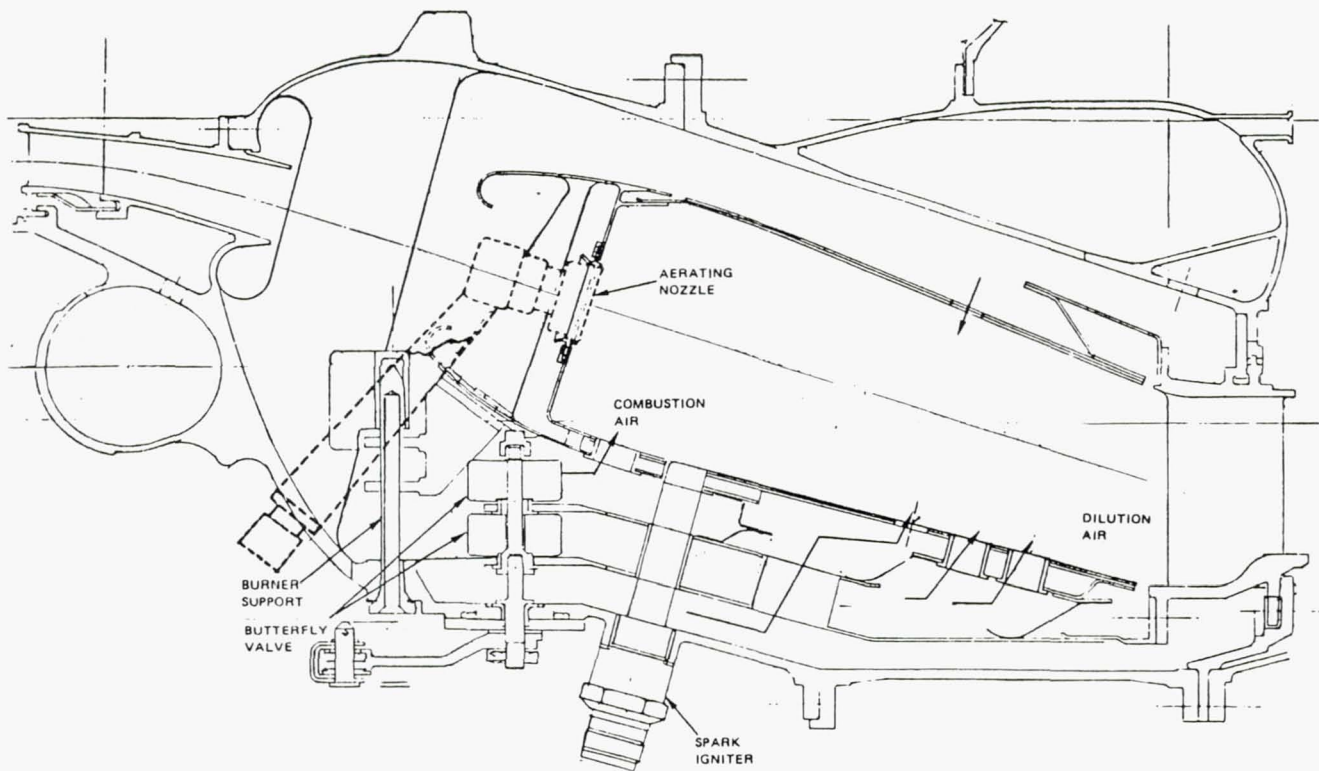 AERATING
NOZZLE
COMBUSTION
AIR
DILUTION
AIR
BURNER
SUPPORT
BUTTERFLY
VALVE
SPARK
IGNITER